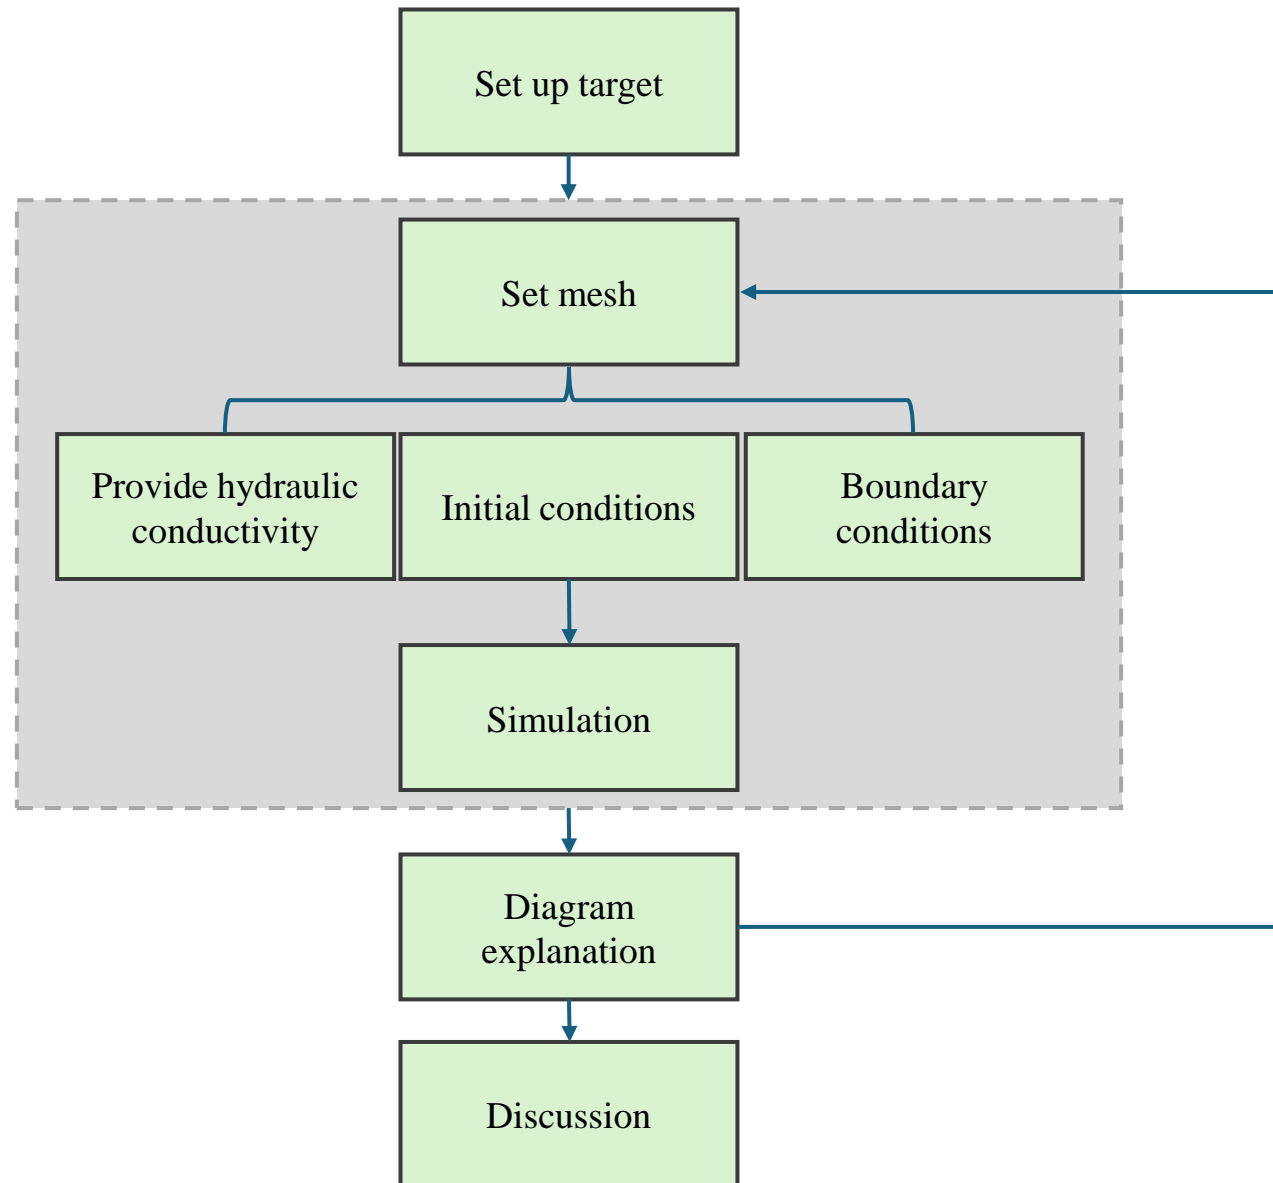 Set up target
Set mesh
Provide hydraulic
conductivity
Initial conditions
Boundary
conditions
Simulation
Diagram
explanation
Discussion